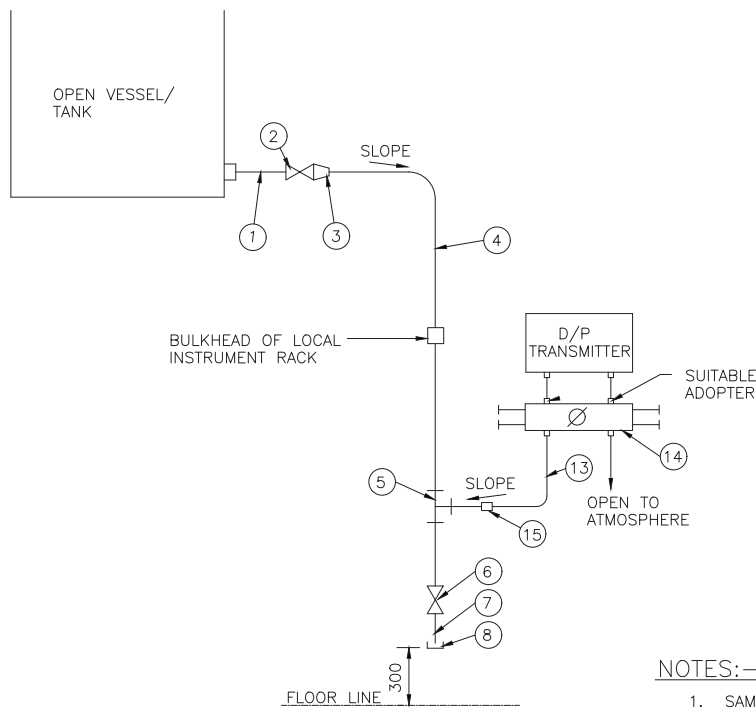 OPEN VESSEL/
TANK
2
SLOPE
1
3
4
BULKHEAD OF LOCAL
INSTRUMENT RACK
D/P
TRANSMITTER
SUITABLE
ADOPTER
14
13
5
SLOPE
OPEN TO
ATMOSPHERE
15
6
7
8
300
FLOOR LINE
NOTES:-
1. SAM